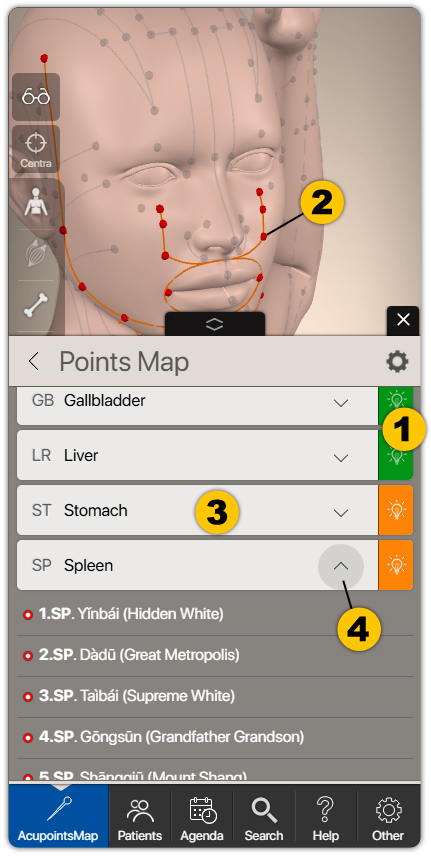 2
Centra
Points Map
GB Gallbladder
1
LR Liver
ST Stomach
3
SP Spleen
4
1.SP. Yǐnbái (Hidden White)
2.SP. Dàdū (Great Metropolis)
3.SP. Taìbái (Supreme White)
4.SP. Gōngsūn (Grandfather Grandson)
5.SP. Shāngqiū (Mount Shang)
AcupointsMap
Patients
Agenda
Search
Help
Other